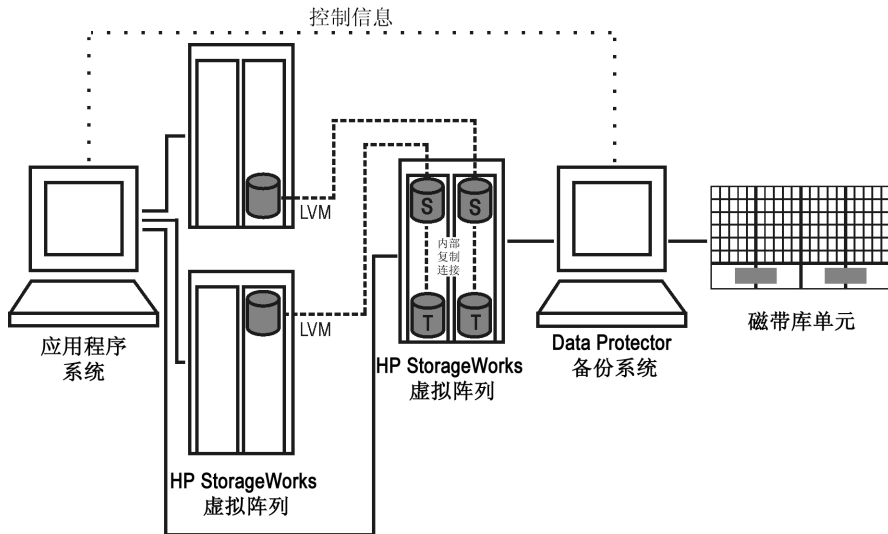 控制信息
LVM
S
S
内部
复制
连接
LVM
T
T
应用程序
系统
HP StorageWorks
虚拟阵列
HP StorageWorks
虚拟阵列
Data Protector
备份系统
磁带库单元